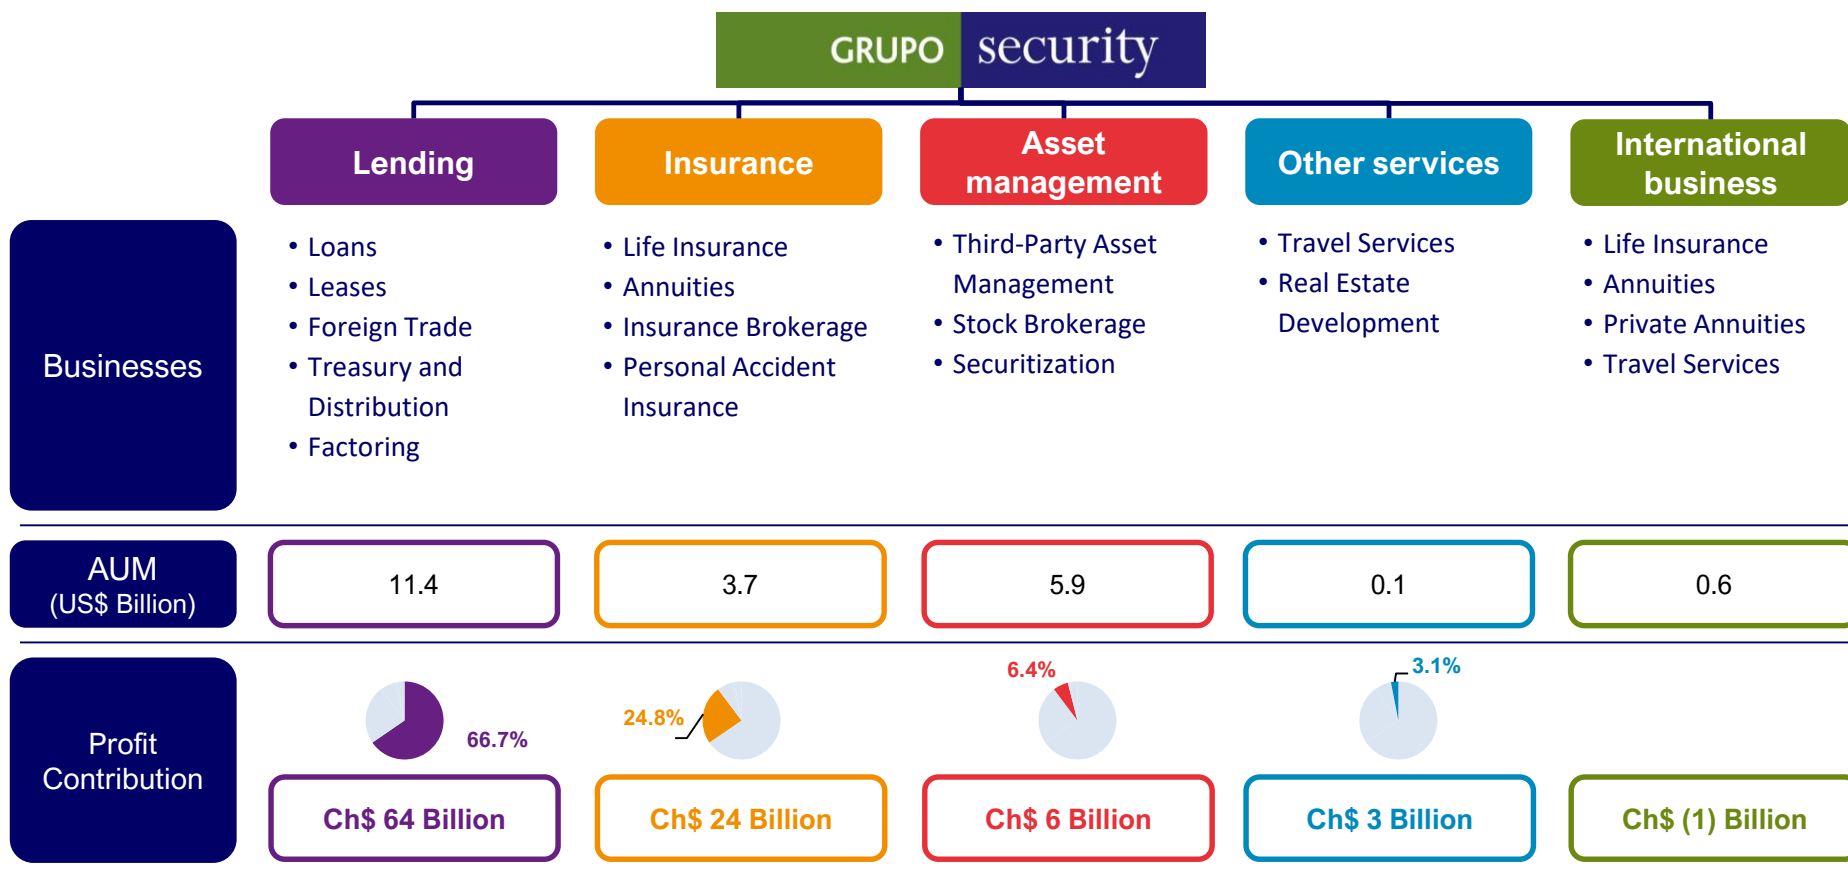 GRUPO security
Lending
Insurance
Asset
management
Other services
International
business
Businesses
• Loans
• Leases
• Foreign Trade
• Treasury and
Distribution
• Factoring
• Life Insurance
• Annuities
• Insurance Brokerage
• Personal Accident
Insurance
• Third-Party Asset
Management
• Stock Brokerage
• Securitization
• Travel Services
• Real Estate
Development
• Life Insurance
• Annuities
• Private Annuities
• Travel Services
AUM
(US$ Billion)
11.4
3.7
5.9
0.1
0.6
Profit
Contribution
66.7%
24.8%
6.4%
3.1%
Ch$ 64 Billion
Ch$ 24 Billion
Ch$ 6 Billion
Ch$ 3 Billion
Ch$ (1) Billion